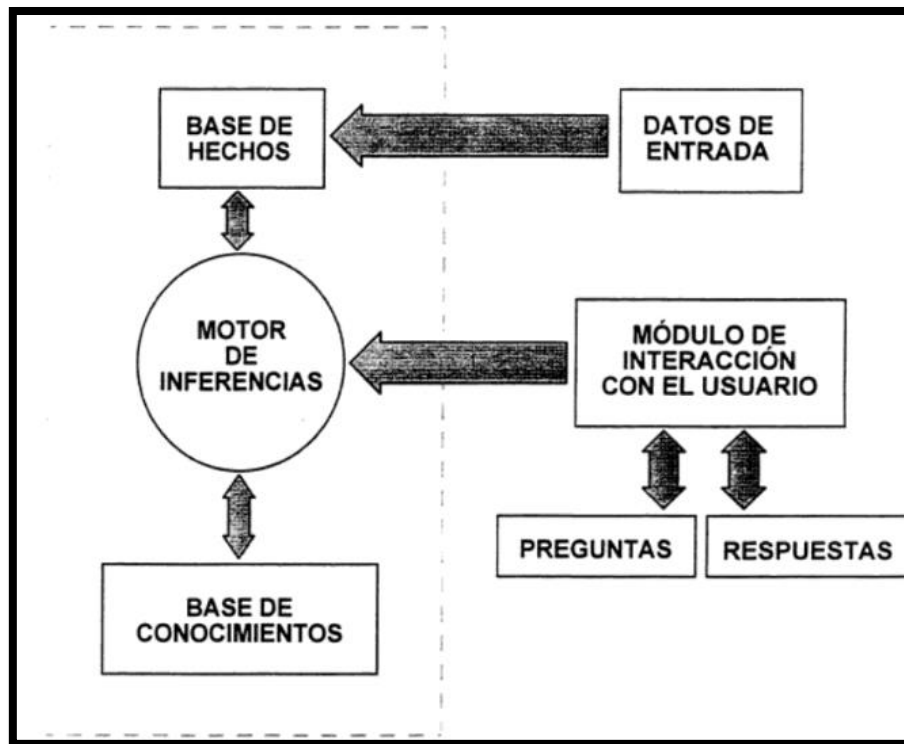 BASE DE
HECHOS
DATOS DE
ENTRADA
MOTOR
DE
INFERENCIAS
MÓDULO DE
INTERACCIÓN
CON EL USUARIO
PREGUNTAS
RESPUESTAS
BASE DE
CONOCIMIENTOS